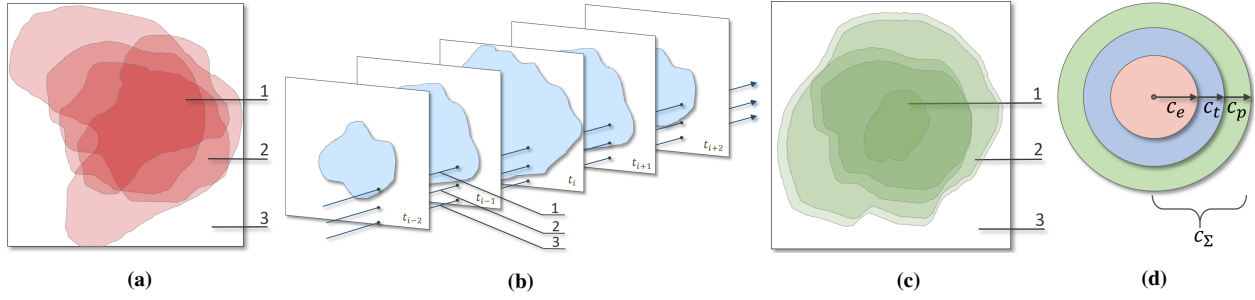 1
2
3
(a)
t_{i-2}
t_{i-1}
t_i
t_{i+1}
t_{i+2}
1
2
3
(b)
1
2
3
(c)
c_e c_t c_p
c_Σ
(d)